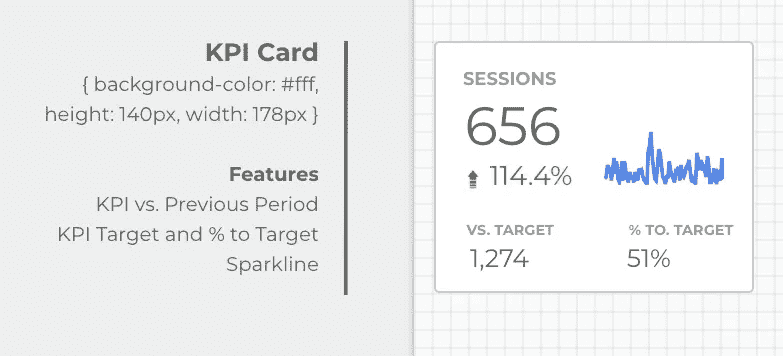 KPI Card
{ background-color: #fff,
height: 140px, width: 178px }
Features
KPI vs. Previous Period
KPI Target and % to Target
Sparkline
SESSIONS
656
114.4%
VS. TARGET
1,274
% TO. TARGET
51%